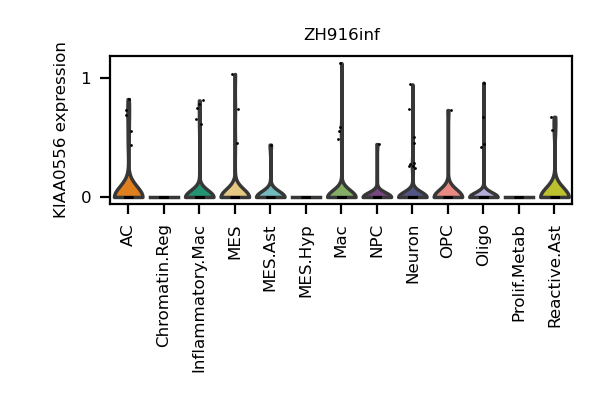 ZH916inf
KIAA0556 expression
1
0
AC
Chromatin.Reg
Inflammatory.Mac
MES
MES.Ast
MES.Hyp
Mac
NPC
Neuron
OPC
Oligo
Prolif.Metab
Reactive.Ast